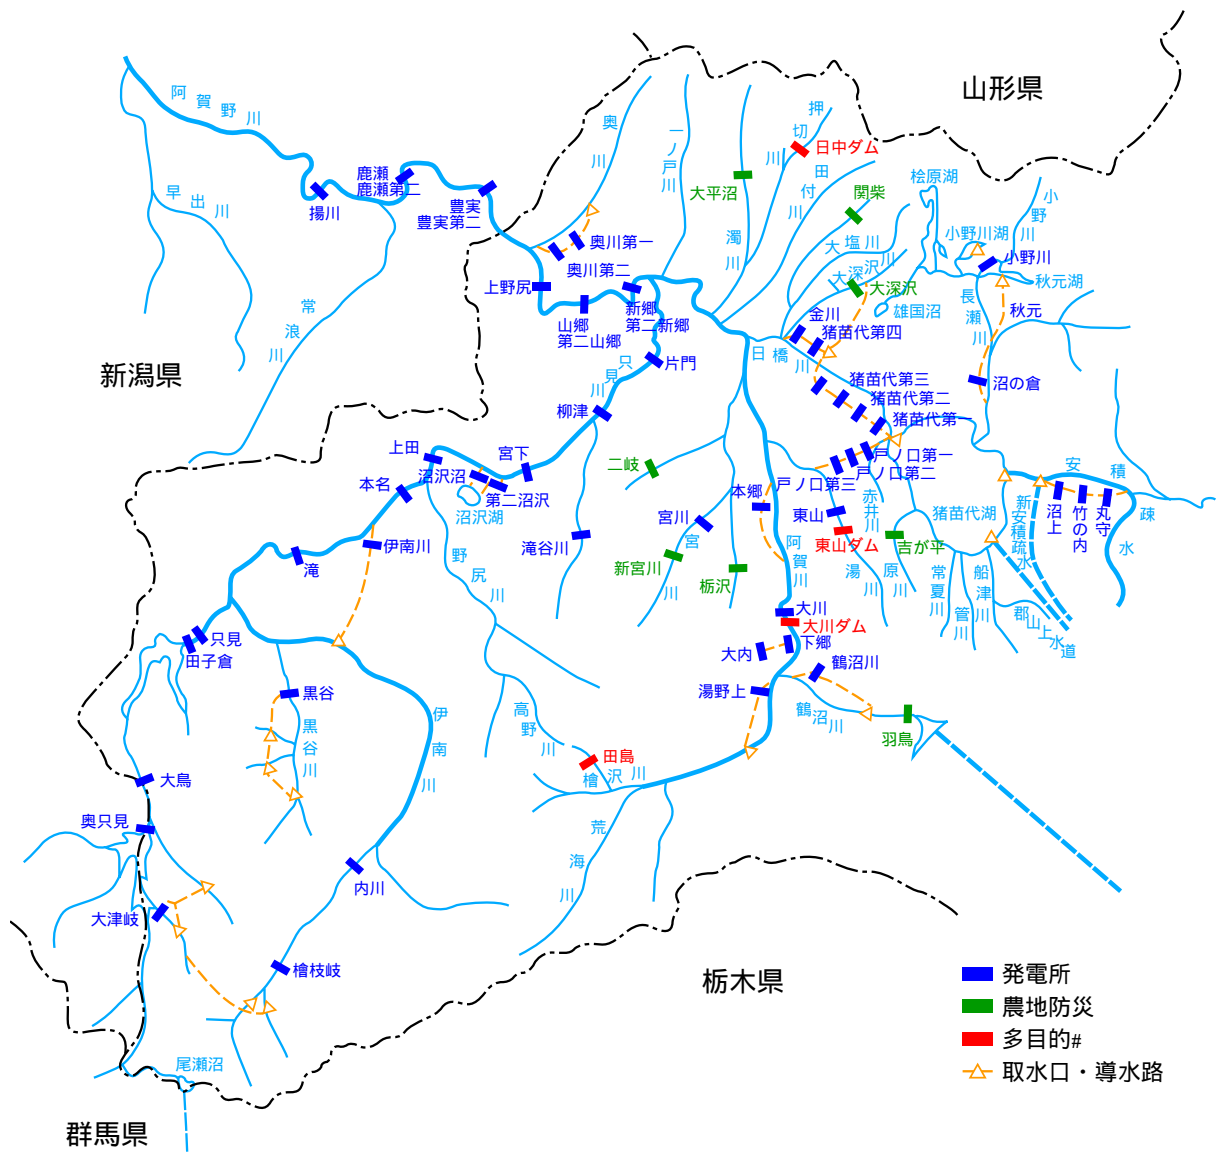 山形県
新潟県
栃木県
群馬県
阿賀野川
早出川
常浪川
奥川
一ノ戸川
押切川
田付川
濁川
大塩川
大深沢川
桧原湖
小野川湖
小野川
秋元湖
雄国沼
長瀬川
日橋川
只見川
猪苗代湖
安積疏水
新安積疏水
郡山上水道
赤井川
原川
湯川
常夏川
管川
船津川
阿賀川
宮川
沼沢湖
野尻川
高野川
檜沢川
荒海川
鶴沼川
伊南川
黒谷川
尾瀬沼
日中ダム
大平沼
関柴
大深沢
二岐
新宮川
栃沢
吉が平
羽鳥
東山ダム
大川ダム
田島
鹿瀬
鹿瀬第二
揚川
豊実
豊実第二
奥川第一
奥川第二
上野尻
山郷
第二山郷
新郷
第二新郷
片門
柳津
宮下
上田
沼沢沼
第二沼沢
本名
伊南川
滝
只見
田子倉
滝谷川
宮川
本郷
小野川
秋元
沼の倉
金川
猪苗代第四
猪苗代第三
猪苗代第二
猪苗代第一
戸ノ口第一
戸ノ口第二
戸ノ口第三
東山
沼上
竹の内
丸守
大川
下郷
大内
鶴沼川
湯野上
黒谷
大鳥
奥只見
大津岐
内川
檜枝岐
発電所
農地防災
多目的#
取水口・導水路